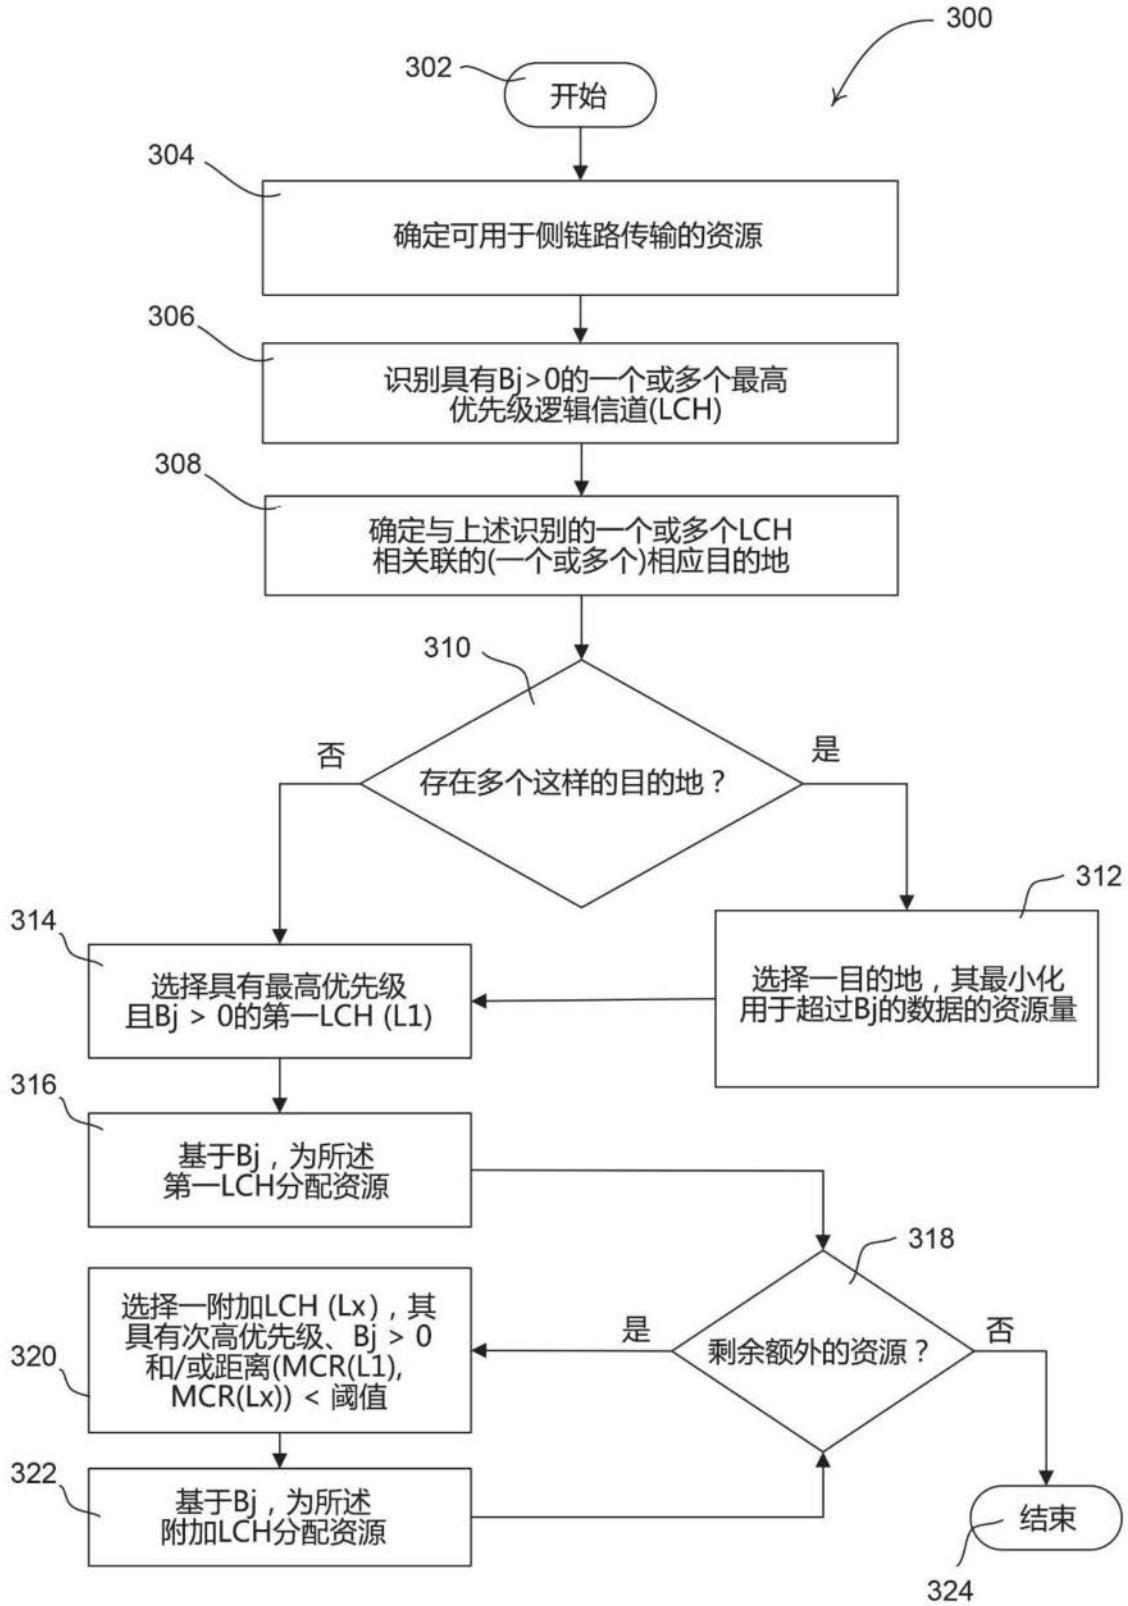 300
302
开始
304
确定可用于侧链路传输的资源
306
识别具有Bj>0的一个或多个最高
优先级逻辑信道(LCH)
308
确定与上述识别的一个或多个LCH
相关联的(一个或多个)相应目的地
310
否
是
存在多个这样的目的地？
312
314
选择具有最高优先级
且Bj > 0的第一LCH (L1)
选择一目的地，其最小化
用于超过Bj的数据的资源量
316
基于Bj，为所述
第一LCH分配资源
318
选择一附加LCH (Lx)，其
具有次高优先级、Bj > 0
和/或距离(MCR(L1),
MCR(Lx)) < 阈值
320
是
否
剩余额外的资源？
322
基于Bj，为所述
附加LCH分配资源
结束
324